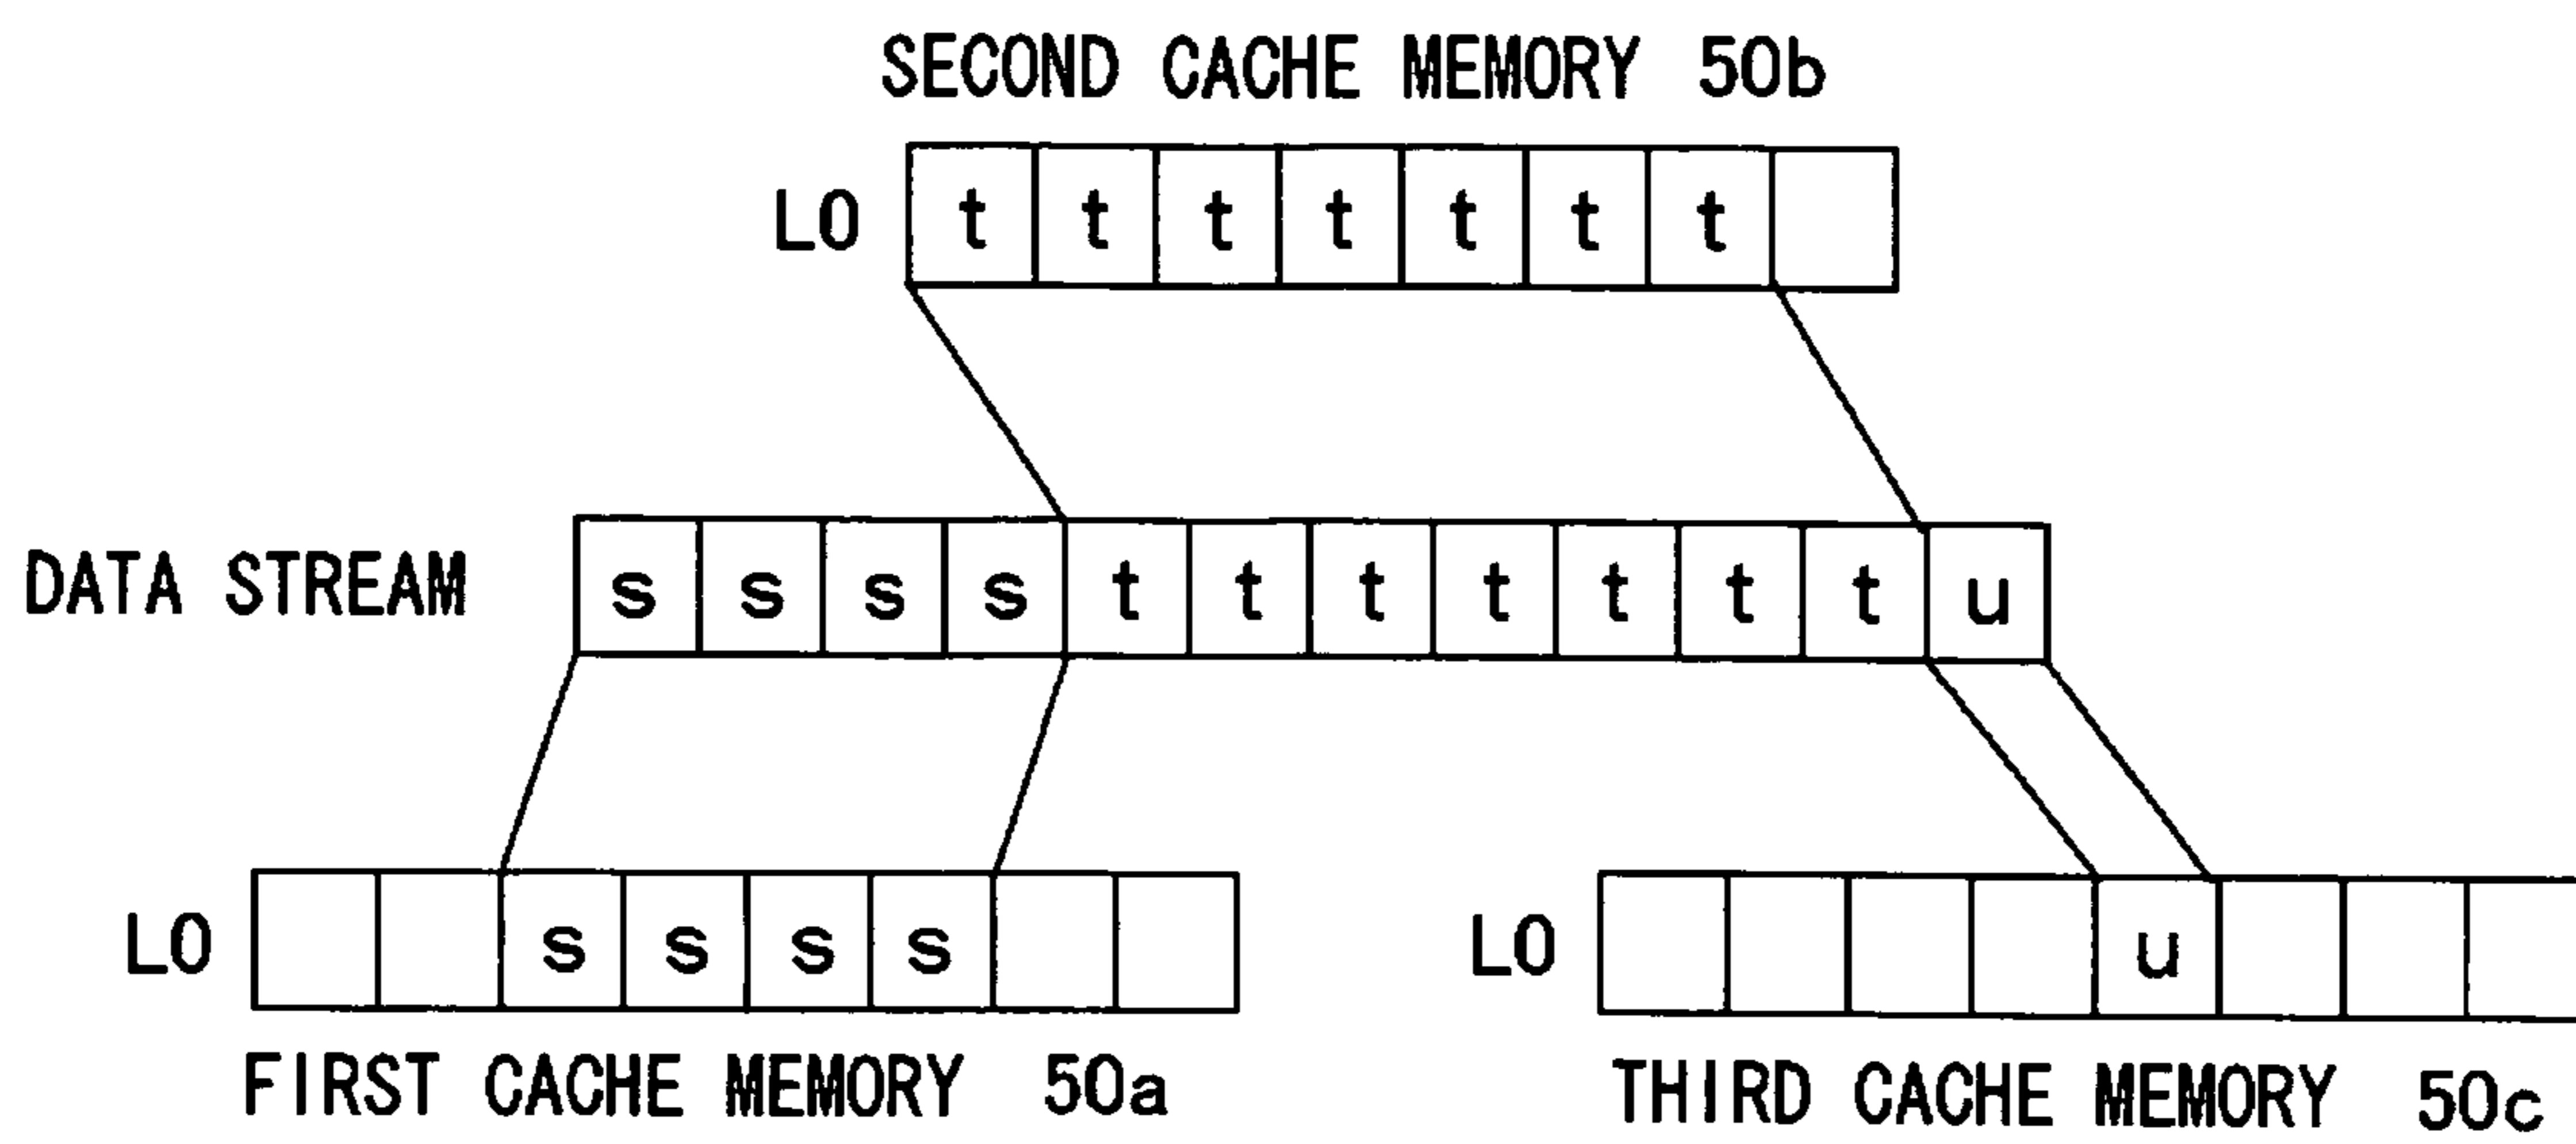 SECOND CACHE MEMORY 50b
L0 t t t t t t t
DATA STREAM s s s s t t t t t t t u
L0 s s s s
L0 u
FIRST CACHE MEMORY 50a
THIRD CACHE MEMORY 50c